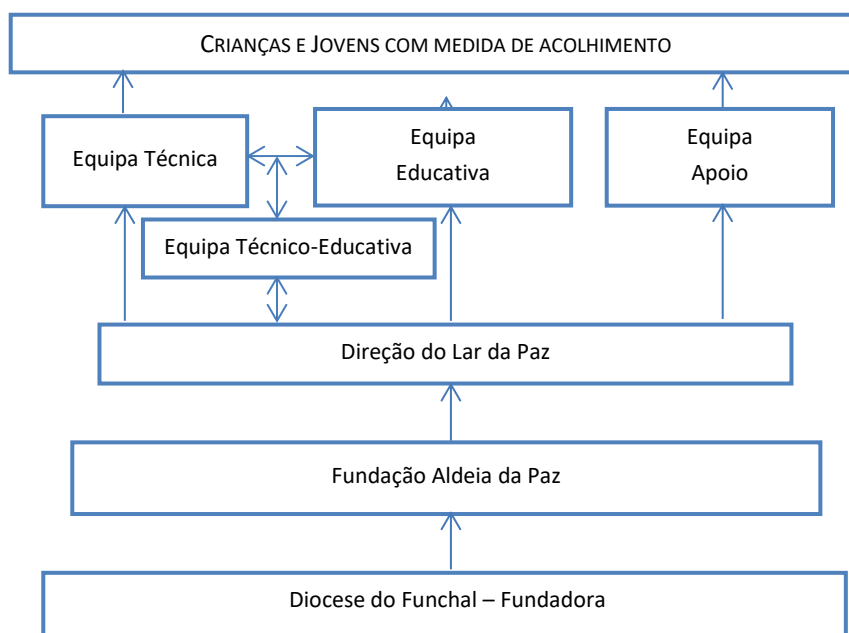 CRIANÇAS E JOVENS COM MEDIDA DE ACOLHIMENTO
Equipa Técnica
Equipa
Educativa
Equipa
Apoio
Equipa Técnico-Educativa
Direção do Lar da Paz
Fundação Aldeia da Paz
Diocese do Funchal – Fundadora